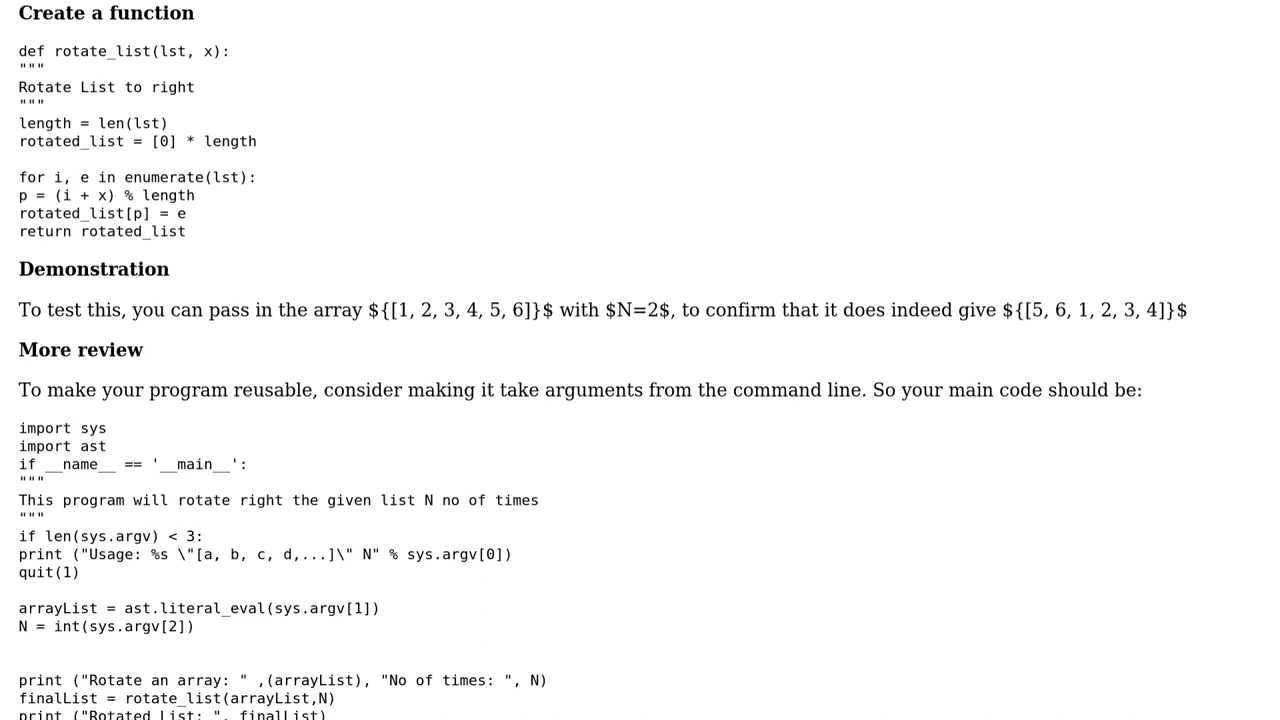 Create a function
def rotate_list(lst, x):
"""
Rotate List to right
"""
length = len(lst)
rotated_list = [0] * length
for i, e in enumerate(lst):
p = (i + x) % length
rotated_list[p] = e
return rotated_list
Demonstration
To test this, you can pass in the array ${[1, 2, 3, 4, 5, 6]}$ with $N=2$, to confirm that it does indeed give ${[5, 6, 1, 2, 3, 4]}$
More review
To make your program reusable, consider making it take arguments from the command line. So your main code should be:
import sys
import ast
if __name__ == '__main__':
"""
This program will rotate right the given list N no of times
"""
if len(sys.argv) < 3:
print ("Usage: %s \"[a, b, c, d,...]\" N" % sys.argv[0])
quit(1)
arrayList = ast.literal_eval(sys.argv[1])
N = int(sys.argv[2])
print ("Rotate an array: " ,(arrayList), "No of times: ", N)
finalList = rotate_list(arrayList,N)
print ("Rotated List: ", finalList)